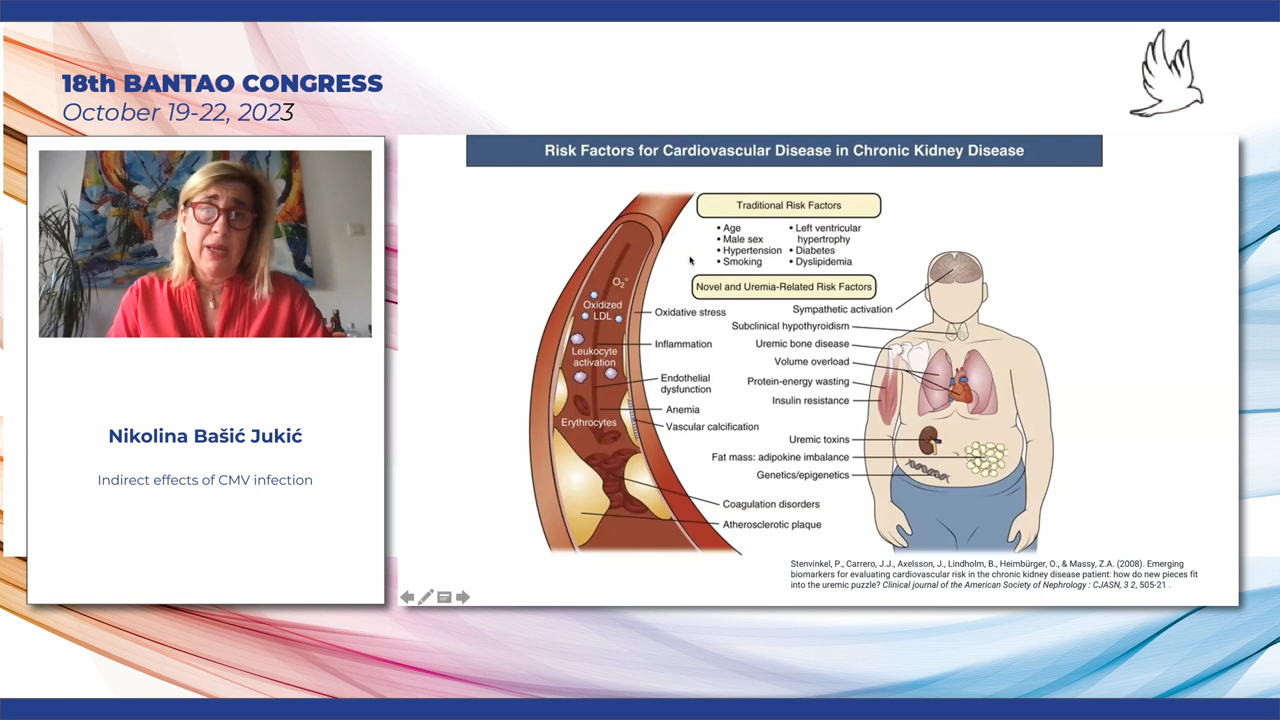 18th BANTAO CONGRESS
October 19-22, 2023
Nikolina Bašić Jukić
Indirect effects of CMV infection
Risk Factors for Cardiovascular Disease in Chronic Kidney Disease
Traditional Risk Factors
• Age
• Male sex
• Hypertension
• Smoking
• Left ventricular
hypertrophy
• Diabetes
• Dyslipidemia
Novel and Uremia-Related Risk Factors
O2°
Oxidized
LDL
Leukocyte
activation
Erythrocytes
Oxidative stress
Inflammation
Endothelial
dysfunction
Anemia
Vascular calcification
Coagulation disorders
Atherosclerotic plaque
Sympathetic activation
Subclinical hypothyroidism
Uremic bone disease
Volume overload
Protein-energy wasting
Insulin resistance
Uremic toxins
Fat mass: adipokine imbalance
Genetics/epigenetics
Stenvinkel, P., Carrero, J.J., Axelsson, J., Lindholm, B., Heimbürger, O., & Massy, Z.A. (2008). Emerging
biomarkers for evaluating cardiovascular risk in the chronic kidney disease patient: how do new pieces fit
into the uremic puzzle? Clinical journal of the American Society of Nephrology : CJASN, 3 2, 505-21 .